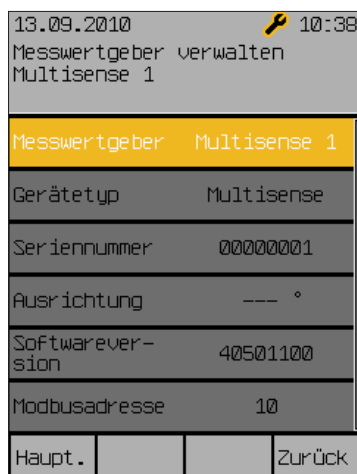 13.09.2010 10:38
Messwertgeber verwalten
Multisense 1
Messwertgeber Multisense 1
Gerätetyp Multisense
Seriennummer 00000001
Ausrichtung --- °
Softwarever-
sion 40501100
Modbusadresse 10
Haupt. Zurück